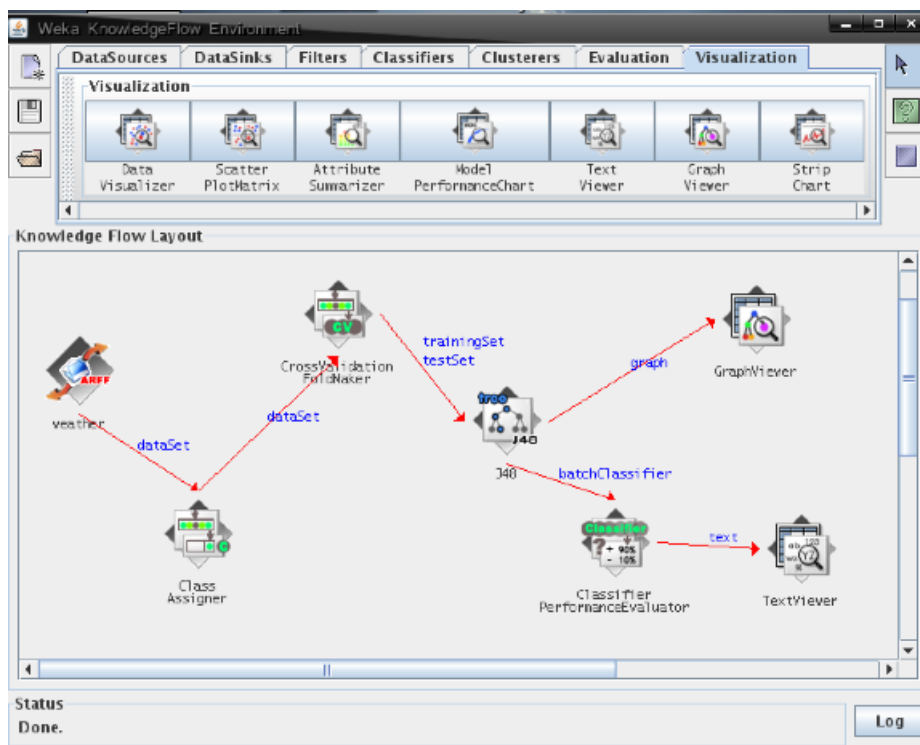 Weka KnowledgeFlow Environment
DataSources DataSinks Filters Classifiers Clusterers Evaluation Visualization
Visualization
Data Visualizer
Scatter PlotMatrix
Attribute Summarizer
Model PerformanceChart
Text Viewer
Graph Viewer
Strip Chart
Knowledge Flow Layout
ARFF
weather
dataSet
Class
Assigner
C
dataSet
CV
CrossValidation
FoldMaker
trainingSet
testSet
tree
J48
J48
graph
GraphViewer
batchClassifier
Classifier
? + 90%
- 10%
Classifier
PerformanceEvaluator
text
TextViewer
Status
Done.
Log